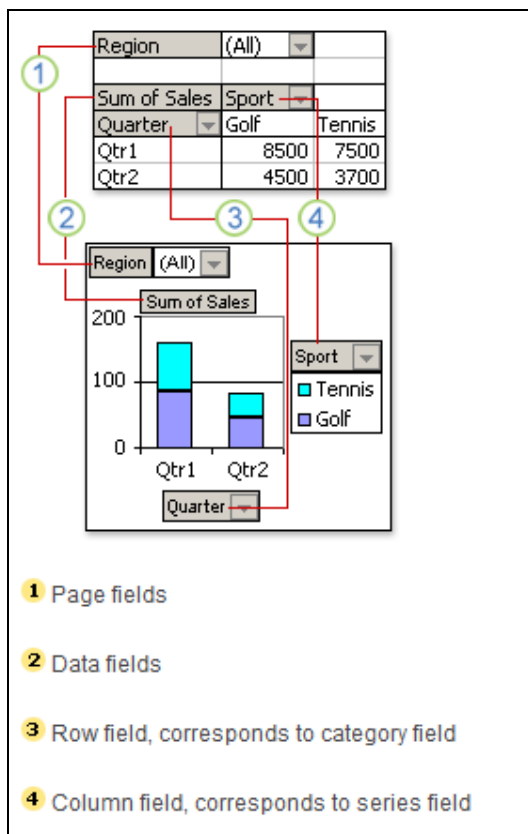 Region (All)
1
Sum of Sales Sport
Quarter Golf Tennis
Qtr1 8500 7500
Qtr2 4500 3700
2 3 4
Region (All)
Sum of Sales
200
Sport
100
Tennis
Golf
0
Qtr1 Qtr2
Quarter
1 Page fields
2 Data fields
3 Row field, corresponds to category field
4 Column field, corresponds to series field